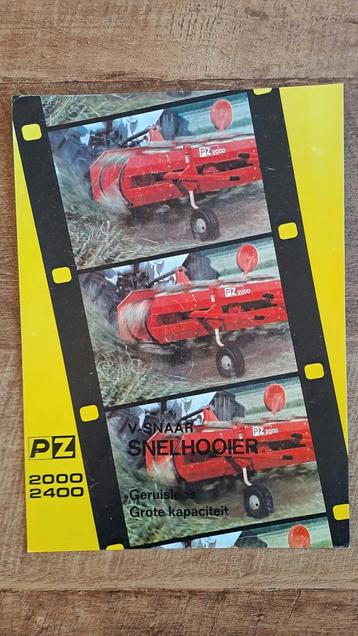 PZ 2000
PZ 2000
PZ 2000
V-SNAAR
SNELHOOIER
PZ
2000
2400
Geruisloos
Grote kapaciteit